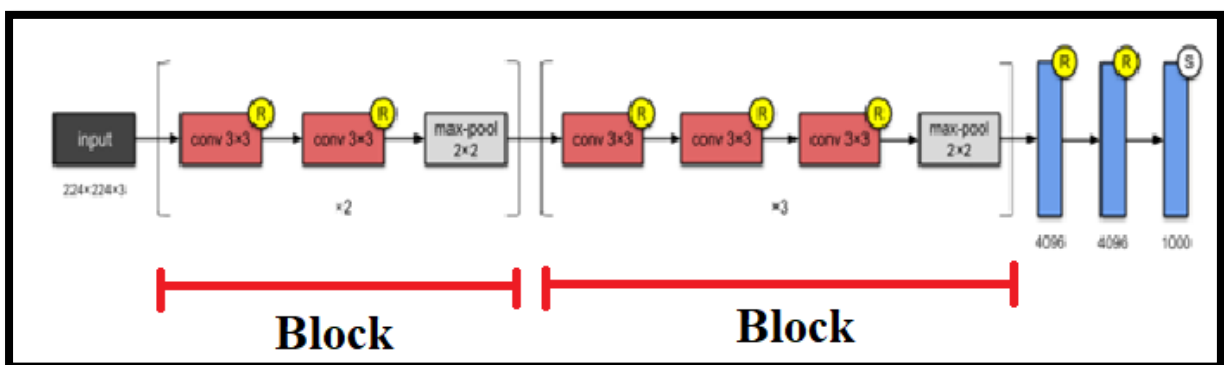 input
224×224×3
conv 3×3
R
conv 3×3
R
max-pool
2×2
×2
conv 3×3
R
conv 3×3
R
conv 3×3
R
max-pool
2×2
×3
R
4096
R
4096
S
1000
Block
Block